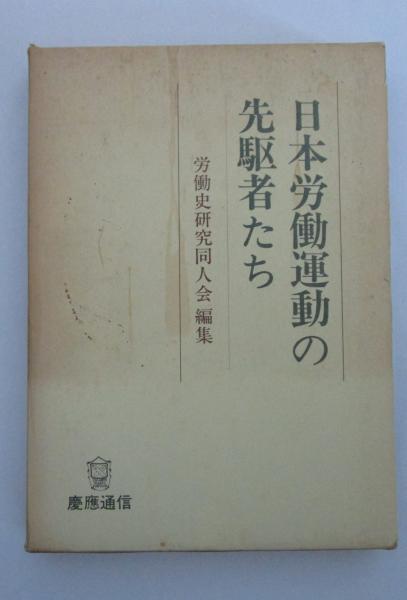 日本労働運動の
先駆者たち
労働史研究同人会 編集
慶應通信